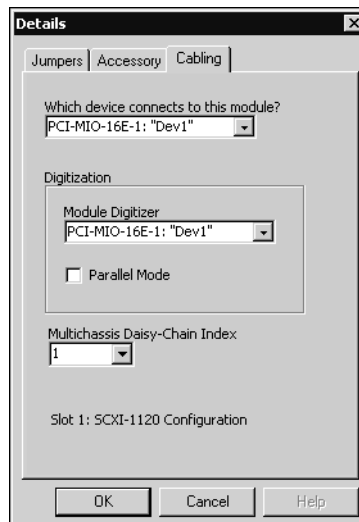 Details
Jumpers Accessory Cabling
Which device connects to this module?
PCI-MIO-16E-1: "Dev1"
Digitization
Module Digitizer
PCI-MIO-16E-1: "Dev1"
Parallel Mode
Multichassis Daisy-Chain Index
1
Slot 1: SCXI-1120 Configuration
OK Cancel Help